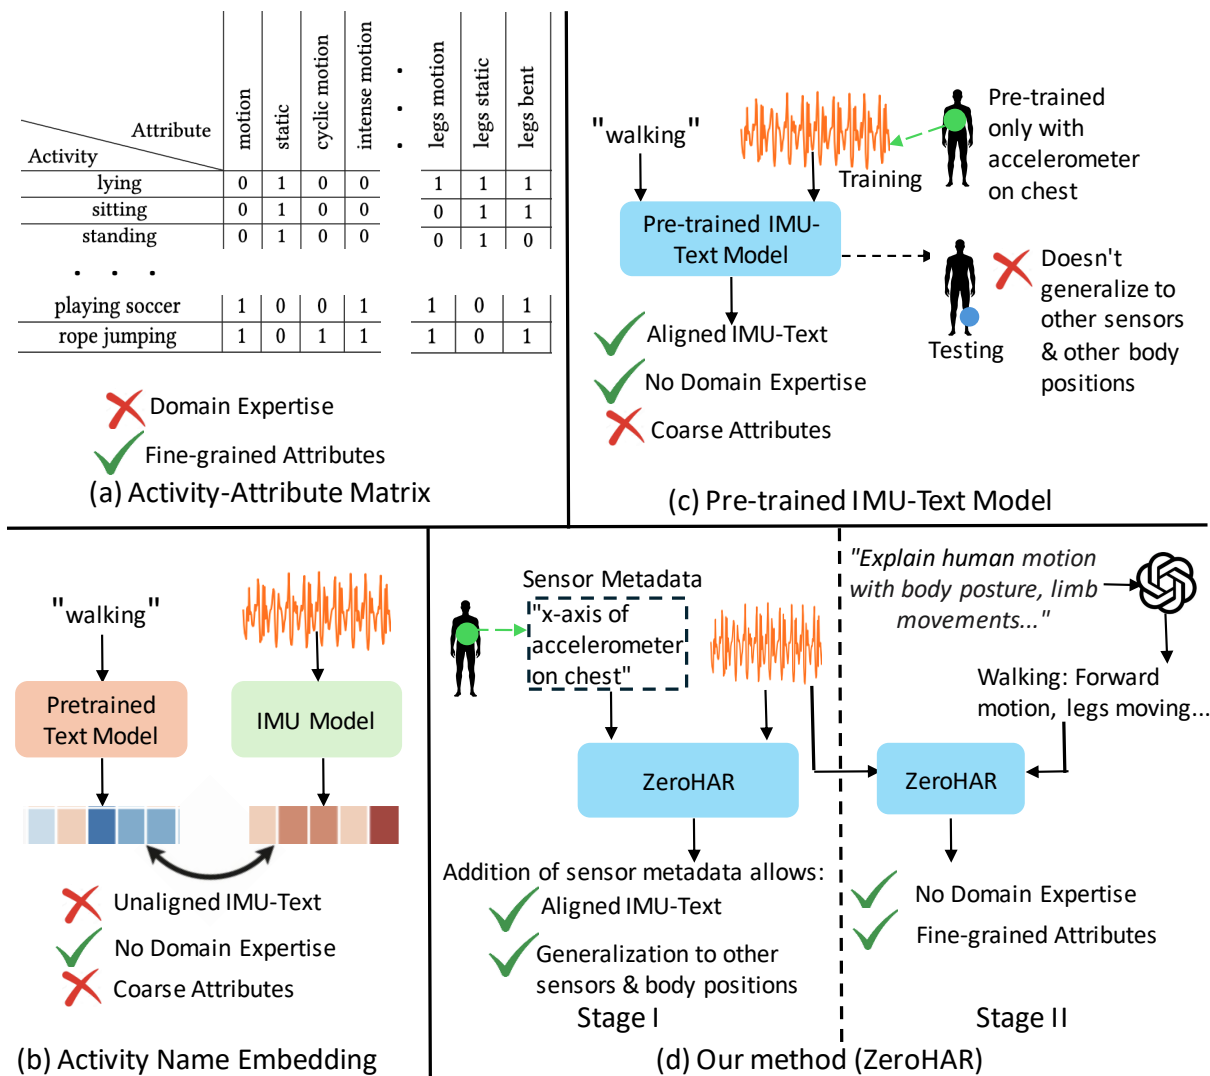 Attribute
Activity
motion
static
cyclic motion
intense motion
. . .
legs motion
legs static
legs bent
lying 0 1 0 0 1 1 1
sitting 0 1 0 0 0 1 1
standing 0 1 0 0 0 1 0
. . .
playing soccer 1 0 0 1 1 0 1
rope jumping 1 0 1 1 1 0 1
Domain Expertise
Fine-grained Attributes
(a) Activity-Attribute Matrix
"walking"
Training
Pre-trained
only with
accelerometer
on chest
Pre-trained IMU-
Text Model
Testing
Doesn't
generalize to
other sensors
& other body
positions
Aligned IMU-Text
No Domain Expertise
Coarse Attributes
(c) Pre-trained IMU-Text Model
"walking"
Pretrained
Text Model
IMU Model
Unaligned IMU-Text
No Domain Expertise
Coarse Attributes
(b) Activity Name Embedding
Sensor Metadata
"x-axis of
accelerometer
on chest"
ZeroHAR
Addition of sensor metadata allows:
Aligned IMU-Text
Generalization to other
sensors & body positions
Stage I
"Explain human motion
with body posture, limb
movements..."
Walking: Forward
motion, legs moving...
ZeroHAR
No Domain Expertise
Fine-grained Attributes
Stage II
(d) Our method (ZeroHAR)